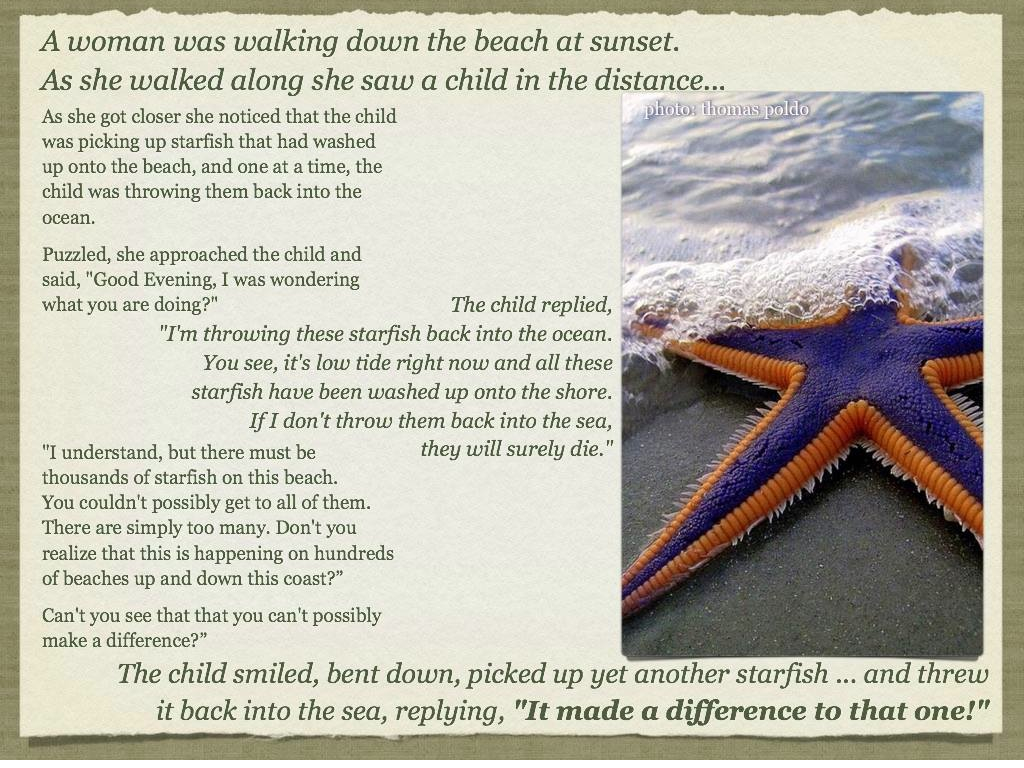 A woman was walking down the beach at sunset.
As she walked along she saw a child in the distance...
photo: thomas poldo
As she got closer she noticed that the child
was picking up starfish that had washed
up onto the beach, and one at a time, the
child was throwing them back into the
ocean.
Puzzled, she approached the child and
said, "Good Evening, I was wondering
what you are doing?"
The child replied,
"I'm throwing these starfish back into the ocean.
You see, it's low tide right now and all these
starfish have been washed up onto the shore.
If I don't throw them back into the sea,
they will surely die."
"I understand, but there must be
thousands of starfish on this beach.
You couldn't possibly get to all of them.
There are simply too many. Don't you
realize that this is happening on hundreds
of beaches up and down this coast?”
Can't you see that that you can't possibly
make a difference?”
The child smiled, bent down, picked up yet another starfish ... and threw
it back into the sea, replying, "It made a difference to that one!"